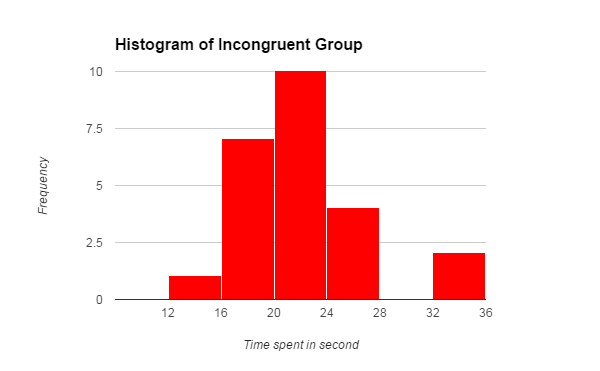 Histogram of Incongruent Group
10
7.5
5
2.5
0
Frequency
12 16 20 24 28 32 36
Time spent in second